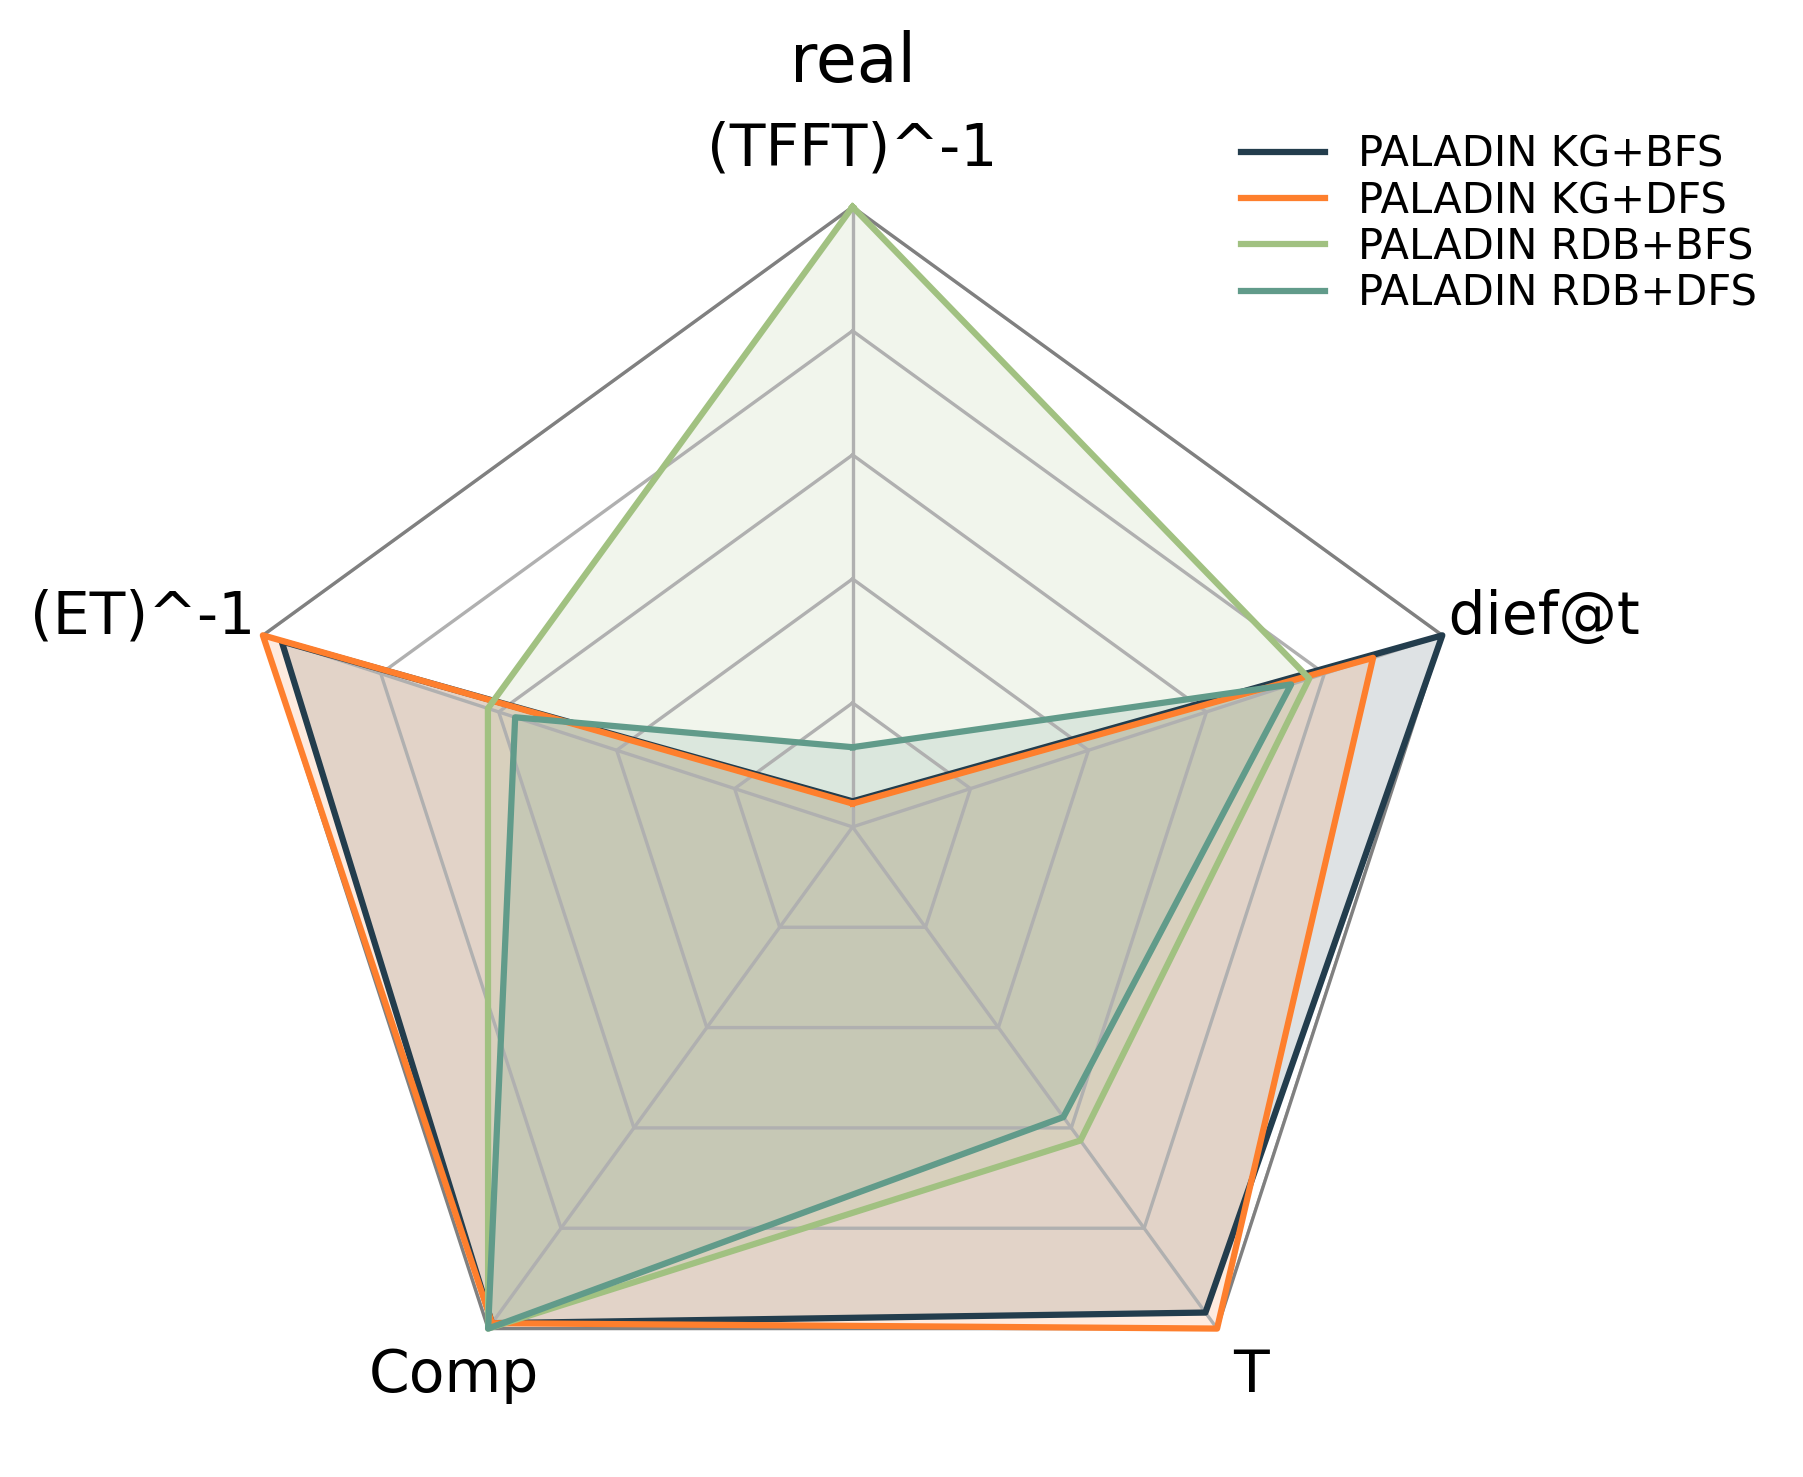 real
(TFFT)^-1
PALADIN KG+BFS
PALADIN KG+DFS
PALADIN RDB+BFS
PALADIN RDB+DFS
(ET)^-1
dief@t
Comp
T